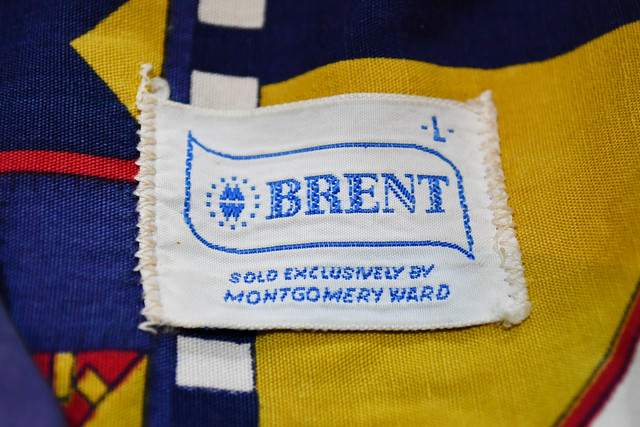 -L-
BRENT
SOLD EXCLUSIVELY BY
MONTGOMERY WARD